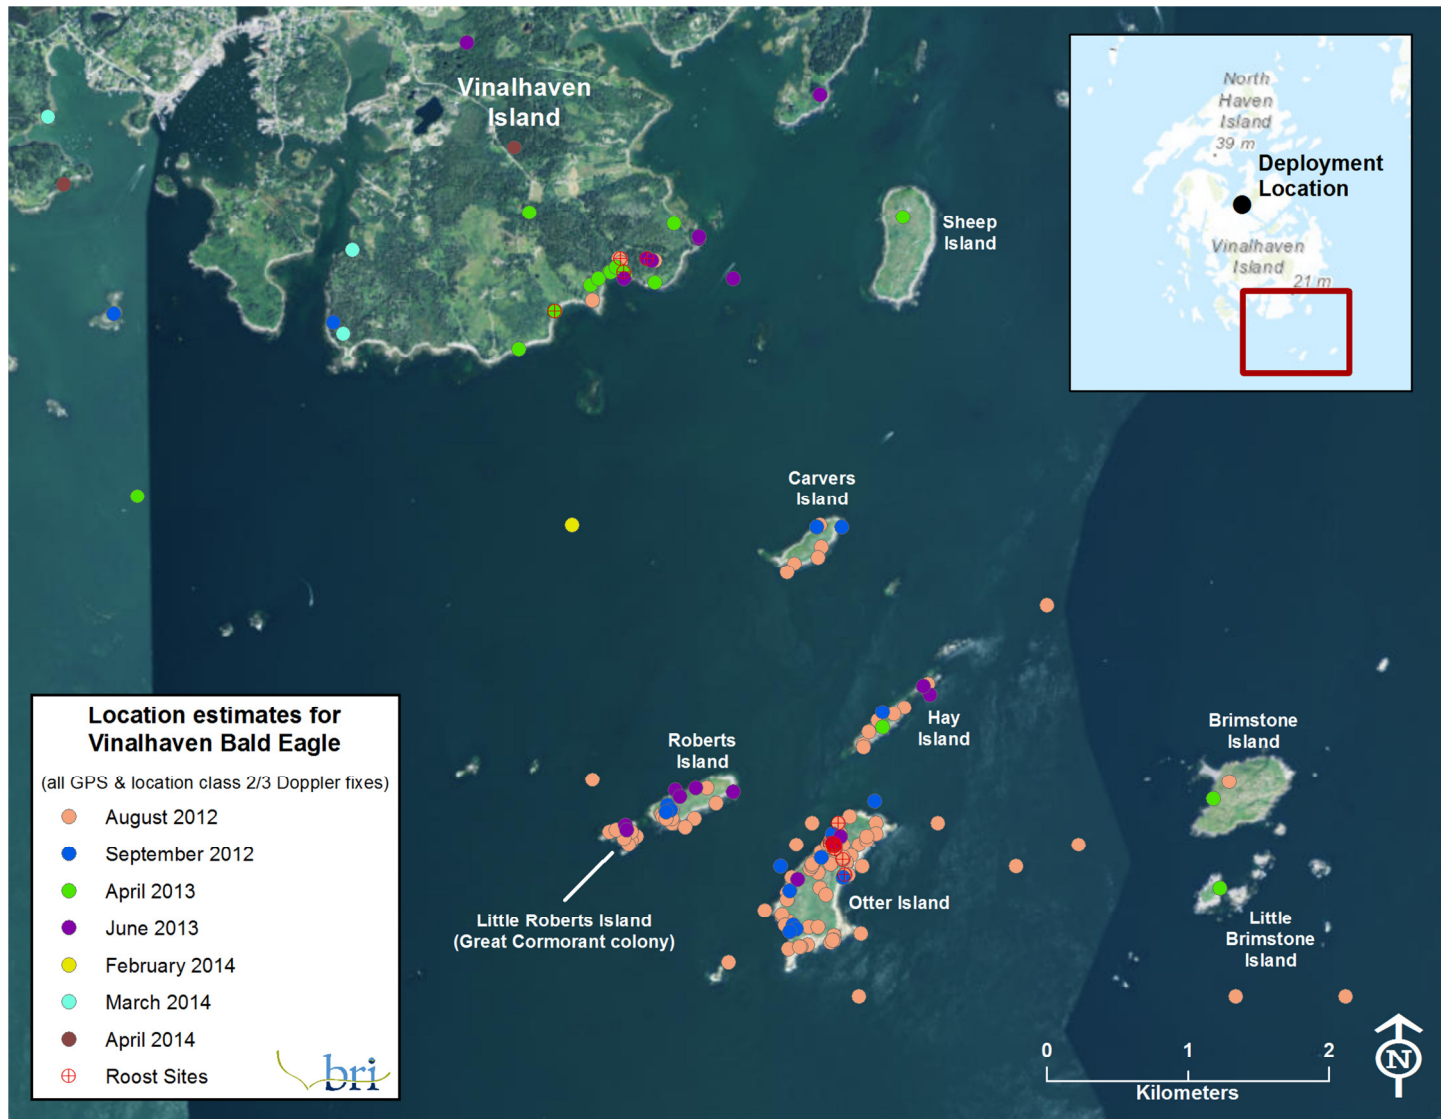 Vinalhaven
Island
North
Haven
Island
39 m
Deployment
Location
Vinalhaven
Island
21 m
Sheep
Island
Carvers
Island
Hay
Island
Brimstone
Island
Roberts
Island
Little Roberts Island
(Great Cormorant colony)
Otter Island
Little
Brimstone
Island
Location estimates for
Vinalhaven Bald Eagle
(all GPS & location class 2/3 Doppler fixes)
August 2012
September 2012
April 2013
June 2013
February 2014
March 2014
April 2014
Roost Sites
bri
0 1 2
Kilometers
N